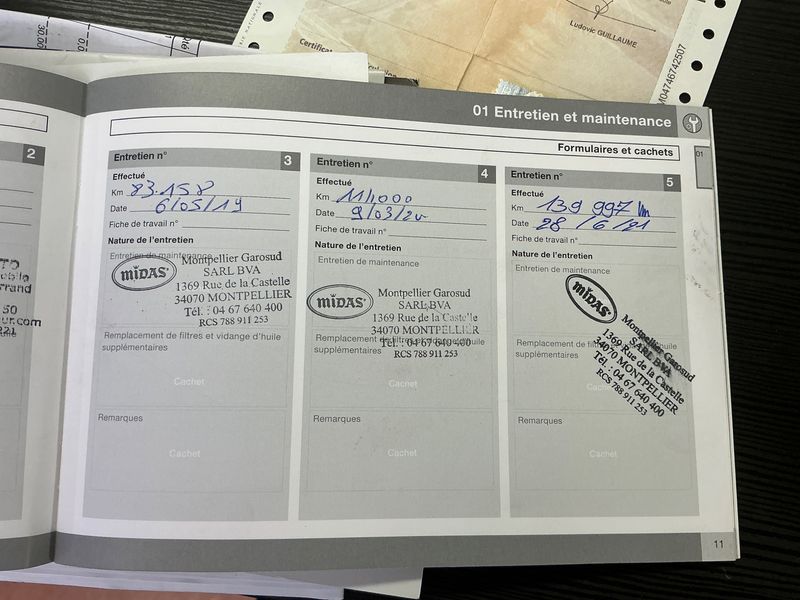 Ludovic GUILLAUME
Certificat
M04746742507
30.00
0.0
01 Entretien et maintenance
Formulaires et cachets
01
2
Entretien n° 3
Effectué
Km 83.158
Date 6/05/19
Fiche de travail n°
Nature de l'entretien
Entretien de maintenance
MIDAS
Montpellier Garosud
SARL BVA
1369 Rue de la Castelle
34070 MONTPELLIER
Tél. : 04 67 640 400
RCS 788 911 253
Remplacement de filtres et vidange d'huile
supplémentaires
Cachet
Remarques
Cachet
Entretien n° 4
Effectué
Km 111000
Date 9/03/20
Fiche de travail n°
Nature de l'entretien
Entretien de maintenance
MIDAS
Montpellier Garosud
SARL BVA
1369 Rue de la Castelle
34070 MONTPELLIER
Tél. : 04 67 640 400
RCS 788 911 253
Remplacement de filtres et vidange d'huile
supplémentaires
Cachet
Remarques
Cachet
Entretien n° 5
Effectué
Km 139 997 km
Date 28/6/21
Fiche de travail n°
Nature de l'entretien
Entretien de maintenance
MIDAS
Montpellier Garosud
SARL BVA
1369 Rue de la Castelle
34070 MONTPELLIER
Tél. : 04 67 640 400
RCS 788 911 253
Remplacement de filtres
supplémentaires
Remarques
Cachet
11